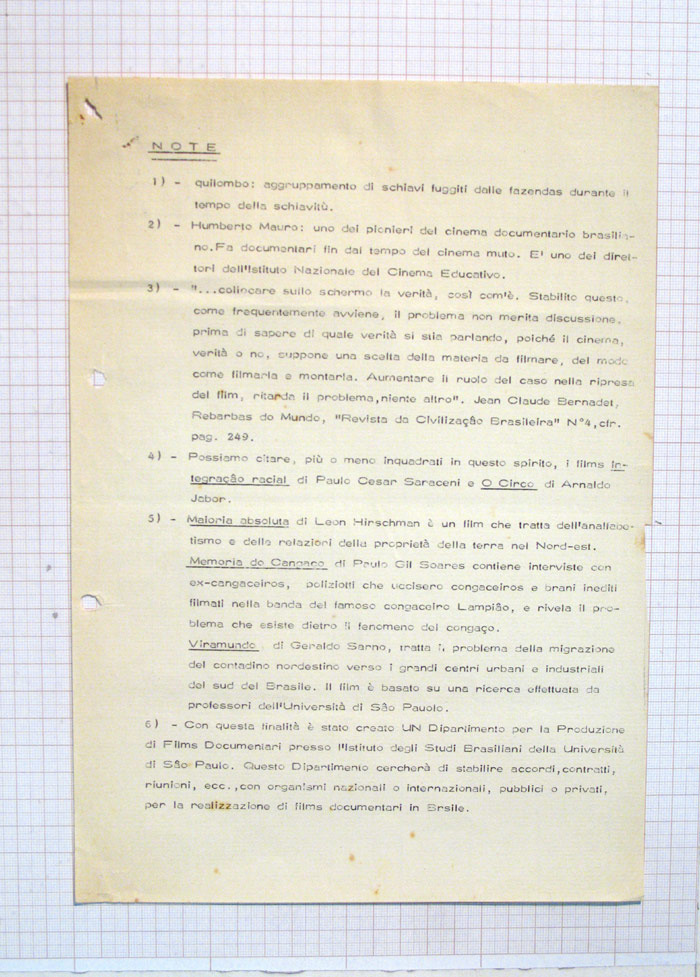 NOTE
1) - quilombo: aggruppamento di schiavi fuggiti dalle fazendas durante il
tempo della schiavitù.
2) - Humberto Mauro: uno dei pionieri del cinema documentario brasilia-
no.Fa documentari fin dal tempo del cinema muto. E' uno dei diret-
tori dell'Istituto Nazionale del Cinema Educativo.
3) - "...collocare sullo schermo la verità, così com'è. Stabilito questo,
come frequentemente avviene, il problema non merita discussione,
prima di sapere di quale verità si stia parlando, poiché il cinema,
verità o no, suppone una scelta della materia da filmare, del modo
come filmarla e montarla. Aumentare il ruolo del caso nella ripresa
del film, ritarda il problema,niente altro". Jean Claude Bernadet,
Rebarbas do Mundo, "Revista da Civilização Brasileira" N°4,cfr.
pag. 249.
4) - Possiamo citare, più o meno inquadrati in questo spirito, i films In-
tegração racial di Paulo Cesar Saraceni e O Circo di Arnaldo
Jabor.
5) - Maioria absoluta di Leon Hirschman è un film che tratta dell'analfabe-
tismo e delle relazioni della proprietà della terra nel Nord-est.
Memoria do Cangaço di Paulo Gil Soares contiene interviste con
ex-cangaceiros, poliziotti che uccisero congaceiros e brani inediti
filmati nella banda del famoso congaceiro Lampião, e rivela il pro-
blema che esiste dietro il fenomeno del congaço.
Viramundo di Geraldo Sarno, tratta il problema della migrazione
del contadino nordestino verso i grandi centri urbani e industriali
del sud del Brasile. Il film è basato su una ricerca effettuata da
professori dell'Università di São Pauolo.
6) - Con questa finalità è stato creato UN Dipartimento per la Produzione
di Films Documentari presso l'Istituto degli Studi Brasiliani della Università
di São Paulo. Questo Dipartimento cercherà di stabilire accordi,contratti,
riunioni, ecc.,con organismi nazionali o internazionali, pubblici o privati,
per la realizzazione di films documentari in Brsile.